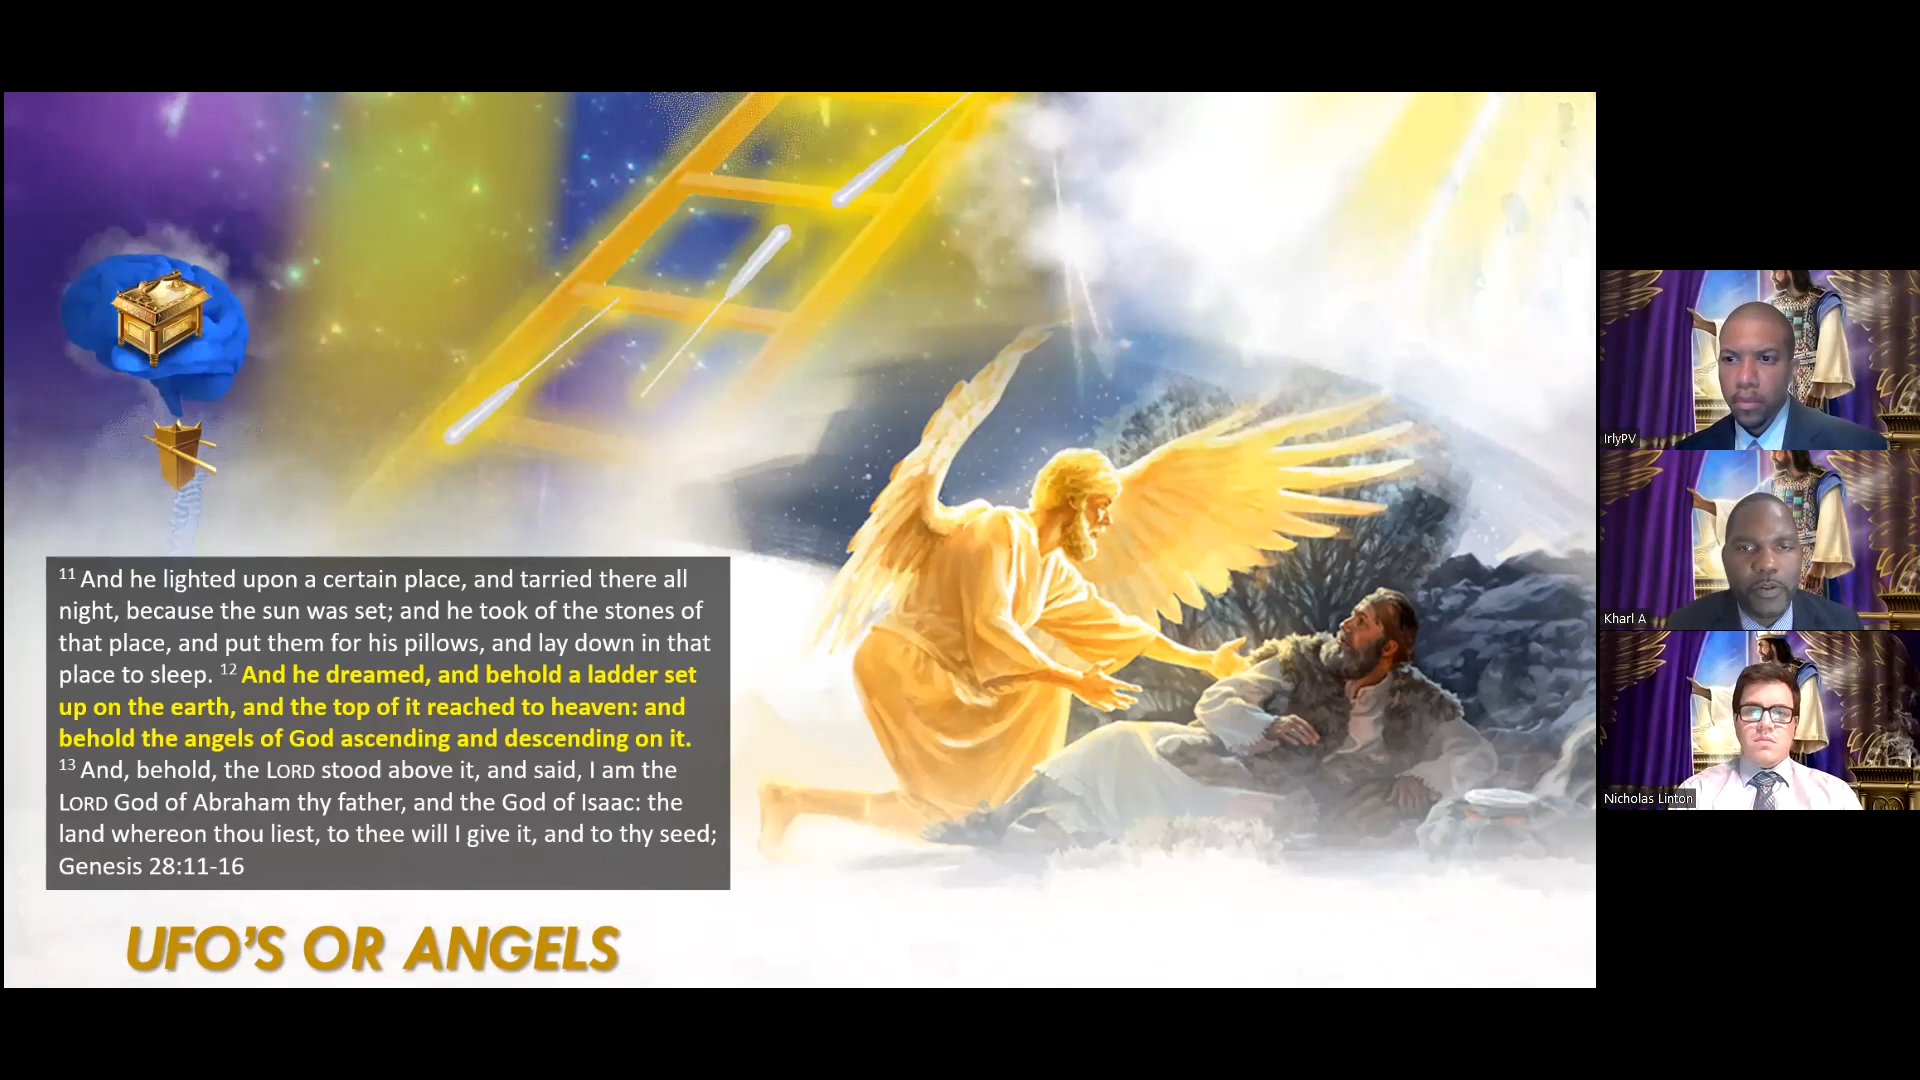 11 And he lighted upon a certain place, and tarried there all
night, because the sun was set; and he took of the stones of
that place, and put them for his pillows, and lay down in that
place to sleep. 12 And he dreamed, and behold a ladder set
up on the earth, and the top of it reached to heaven: and
behold the angels of God ascending and descending on it.
13 And, behold, the LORD stood above it, and said, I am the
LORD God of Abraham thy father, and the God of Isaac: the
land whereon thou liest, to thee will I give it, and to thy seed;
Genesis 28:11-16
UFO'S OR ANGELS
IrlyPV
Kharl A
Nicholas Linton